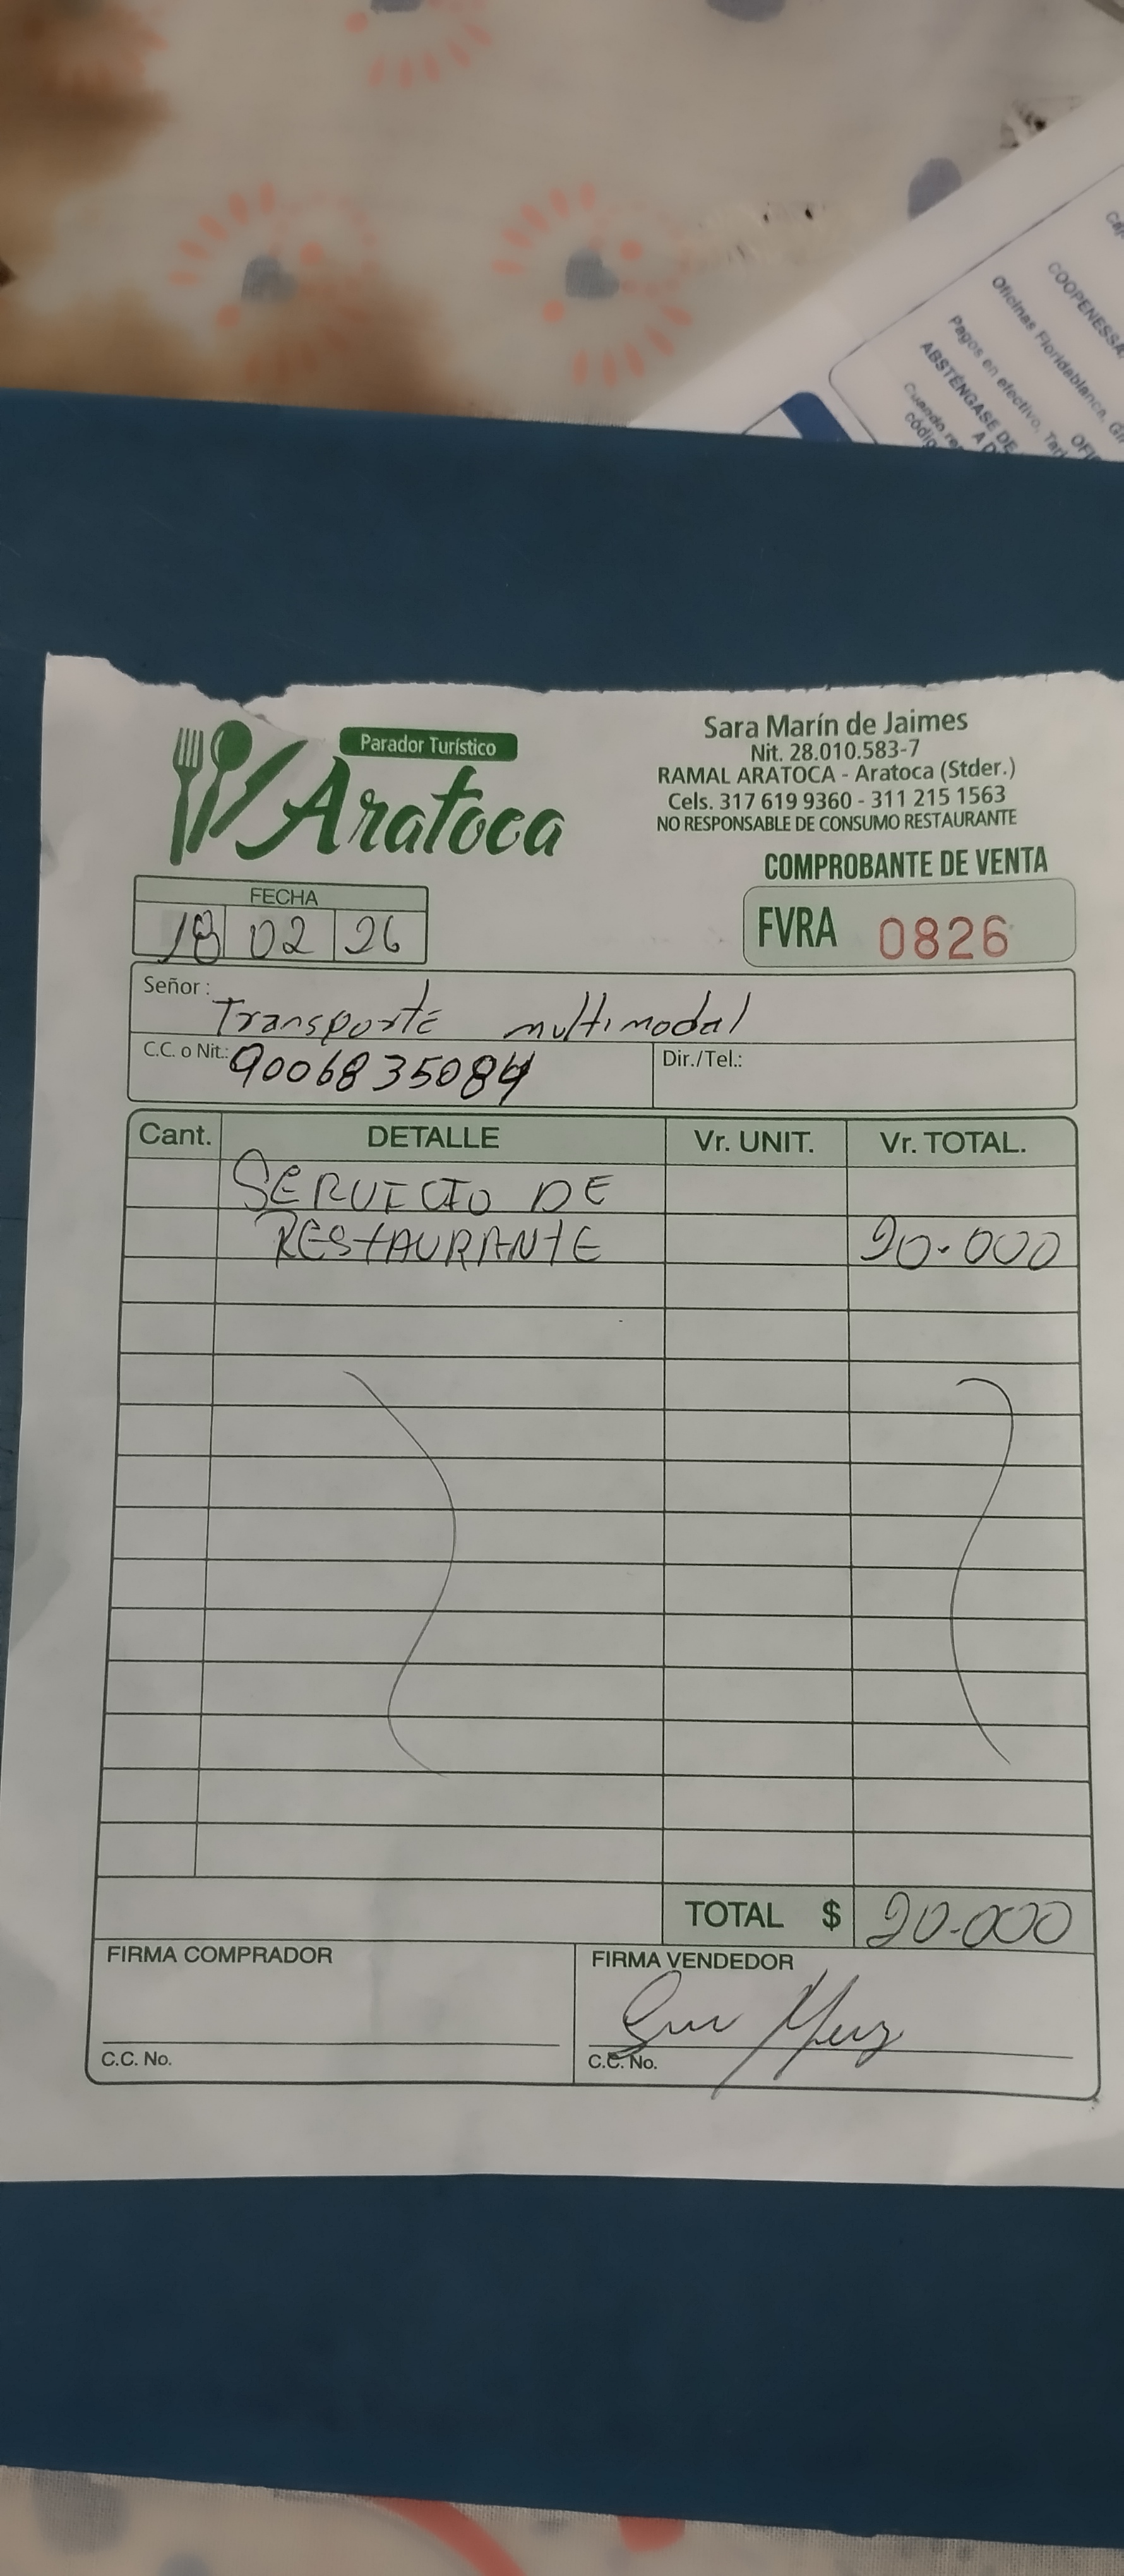 COOPENESSA
Oficinas Floridablanca, Gir
Pagos en efectivo, Tarj
ABSTÉNGASE DE
Parador Turístico
Aratoca
Sara Marín de Jaimes
Nit. 28.010.583-7
RAMAL ARATOCA - Aratoca (Stder.)
Cels. 317 619 9360 - 311 215 1563
NO RESPONSABLE DE CONSUMO RESTAURANTE
COMPROBANTE DE VENTA
FVRA 0826
FECHA
18 02 26
Señor: Transporte multimodal
C.C. o Nit.: 9006835084 Dir./Tel.:
Cant. DETALLE Vr. UNIT. Vr. TOTAL.
SERVICIO DE
RESTAURANTE 20.000
TOTAL $ 20.000
FIRMA COMPRADOR FIRMA VENDEDOR
C.C. No. C.C. No.